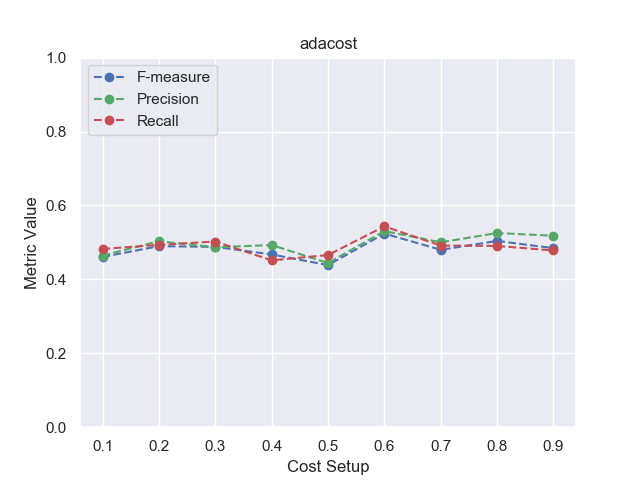 adacost
1.0
0.8
0.6
0.4
0.2
0.0
Metric Value
F-measure
Precision
Recall
0.1 0.2 0.3 0.4 0.5 0.6 0.7 0.8 0.9
Cost Setup